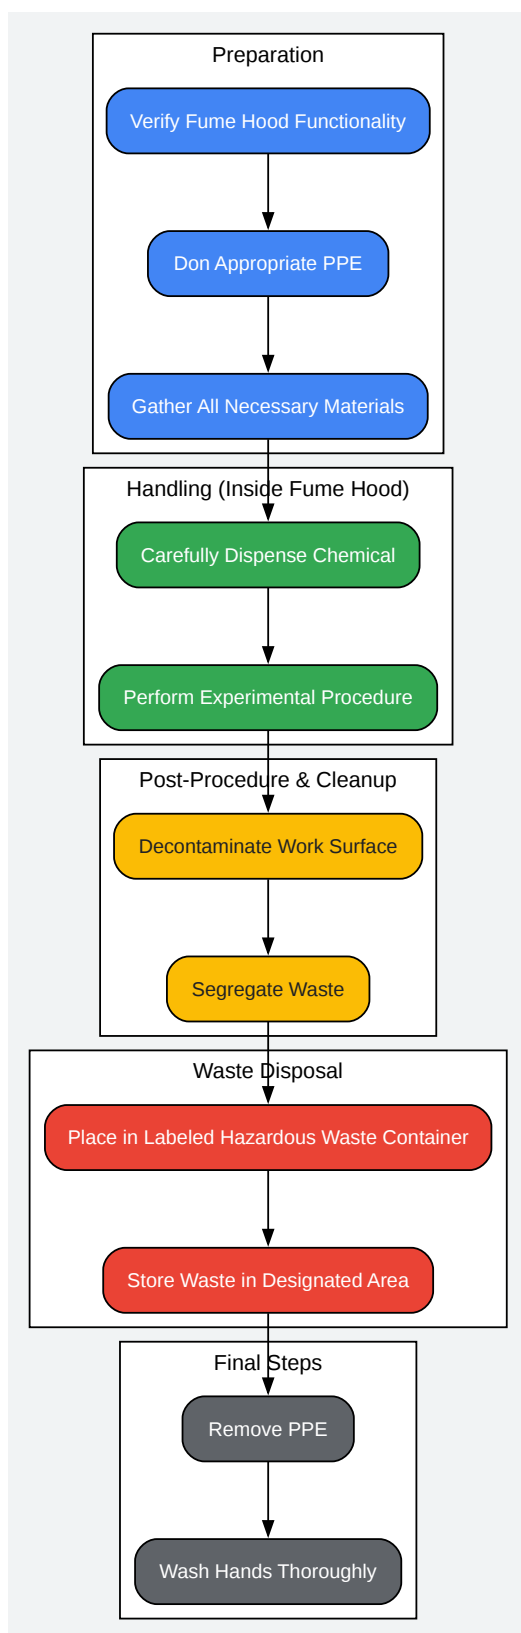 Preparation
Verify Fume Hood Functionality
Don Appropriate PPE
Gather All Necessary Materials
Handling (Inside Fume Hood)
Carefully Dispense Chemical
Perform Experimental Procedure
Post-Procedure & Cleanup
Decontaminate Work Surface
Segregate Waste
Waste Disposal
Place in Labeled Hazardous Waste Container
Store Waste in Designated Area
Final Steps
Remove PPE
Wash Hands Thoroughly